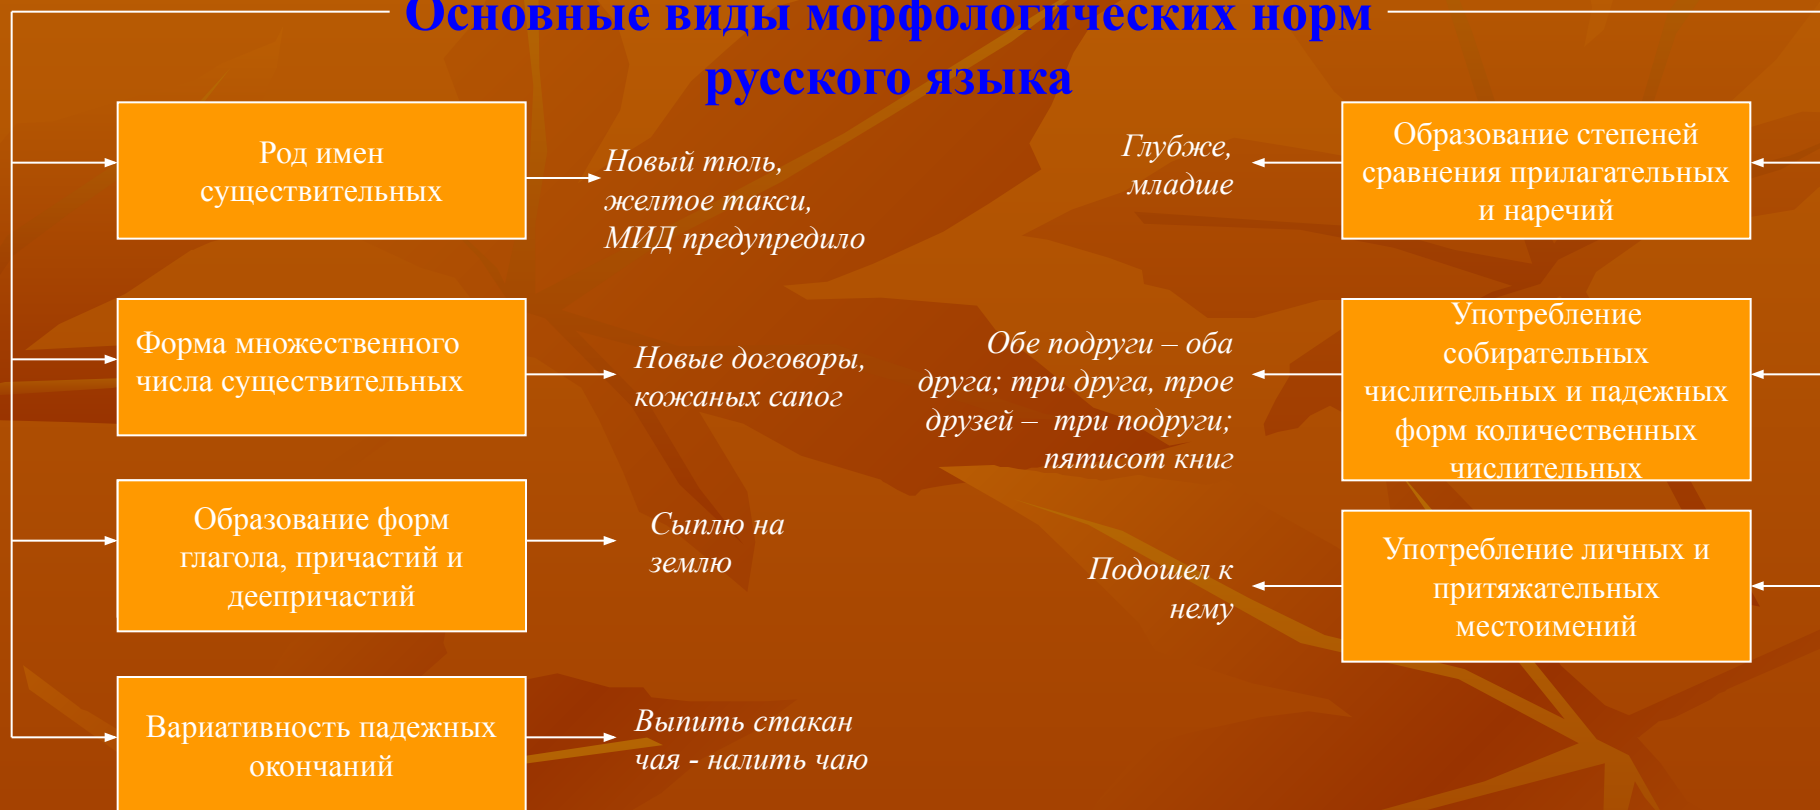 Основные виды морфологических норм
русского языка
Род имен
существительных
Новый тюль,
желтое такси,
МИД предупредило
Форма множественного
числа существительных
Новые договоры,
кожаных сапог
Образование форм
глагола, причастий и
деепричастий
Сыплю на
землю
Вариативность падежных
окончаний
Выпить стакан
чая - налить чаю
Глубже,
младше
Образование степеней
сравнения прилагательных
и наречий
Обе подруги – оба
друга; три друга, трое
друзей – три подруги;
пятисот книг
Употребление
собирательных
числительных и падежных
форм количественных
числительных
Подошел к
нему
Употребление личных и
притяжательных
местоимений